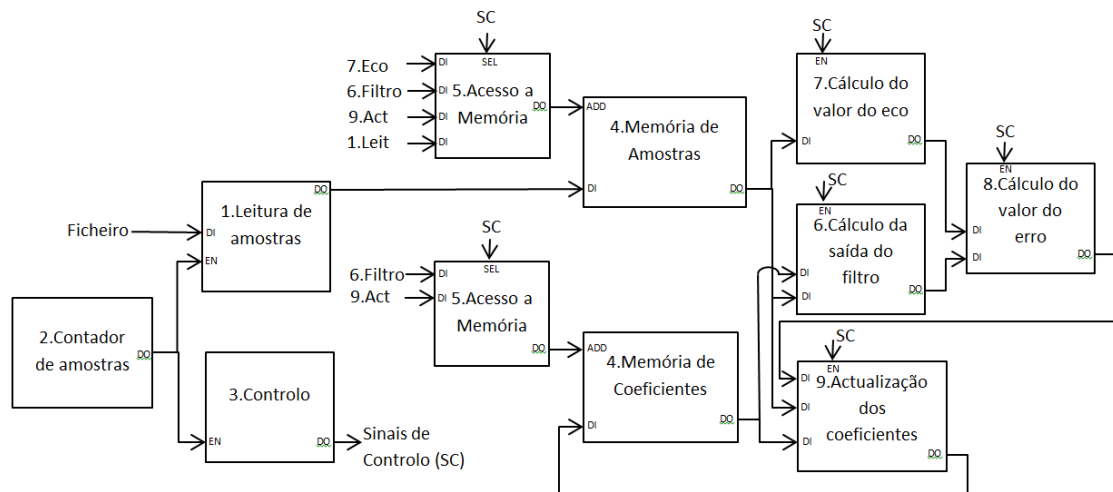 SC
SEL
7.Eco
DI
6.Filtro
DI
9.Act
DI
1.Leit
DI
5.Acesso a
Memória
DO
ADD
4.Memória de
Amostras
DI
DO
SC
EN
7.Cálculo do
valor do eco
DI
DO
SC
EN
8.Cálculo do
valor do
erro
DI
DI
DO
SC
EN
6.Cálculo da
saída do
filtro
DI
DI
DO
DO
1.Leitura de
amostras
Ficheiro
DI
EN
SC
SEL
6.Filtro
DI
9.Act
DI
5.Acesso a
Memória
DO
2.Contador
de amostras
DO
3.Controlo
EN
DO
Sinais de
Controlo (SC)
ADD
4.Memória de
Coeficientes
DI
DO
SC
EN
9.Actualização
dos
coeficientes
DI
DI
DI
DO